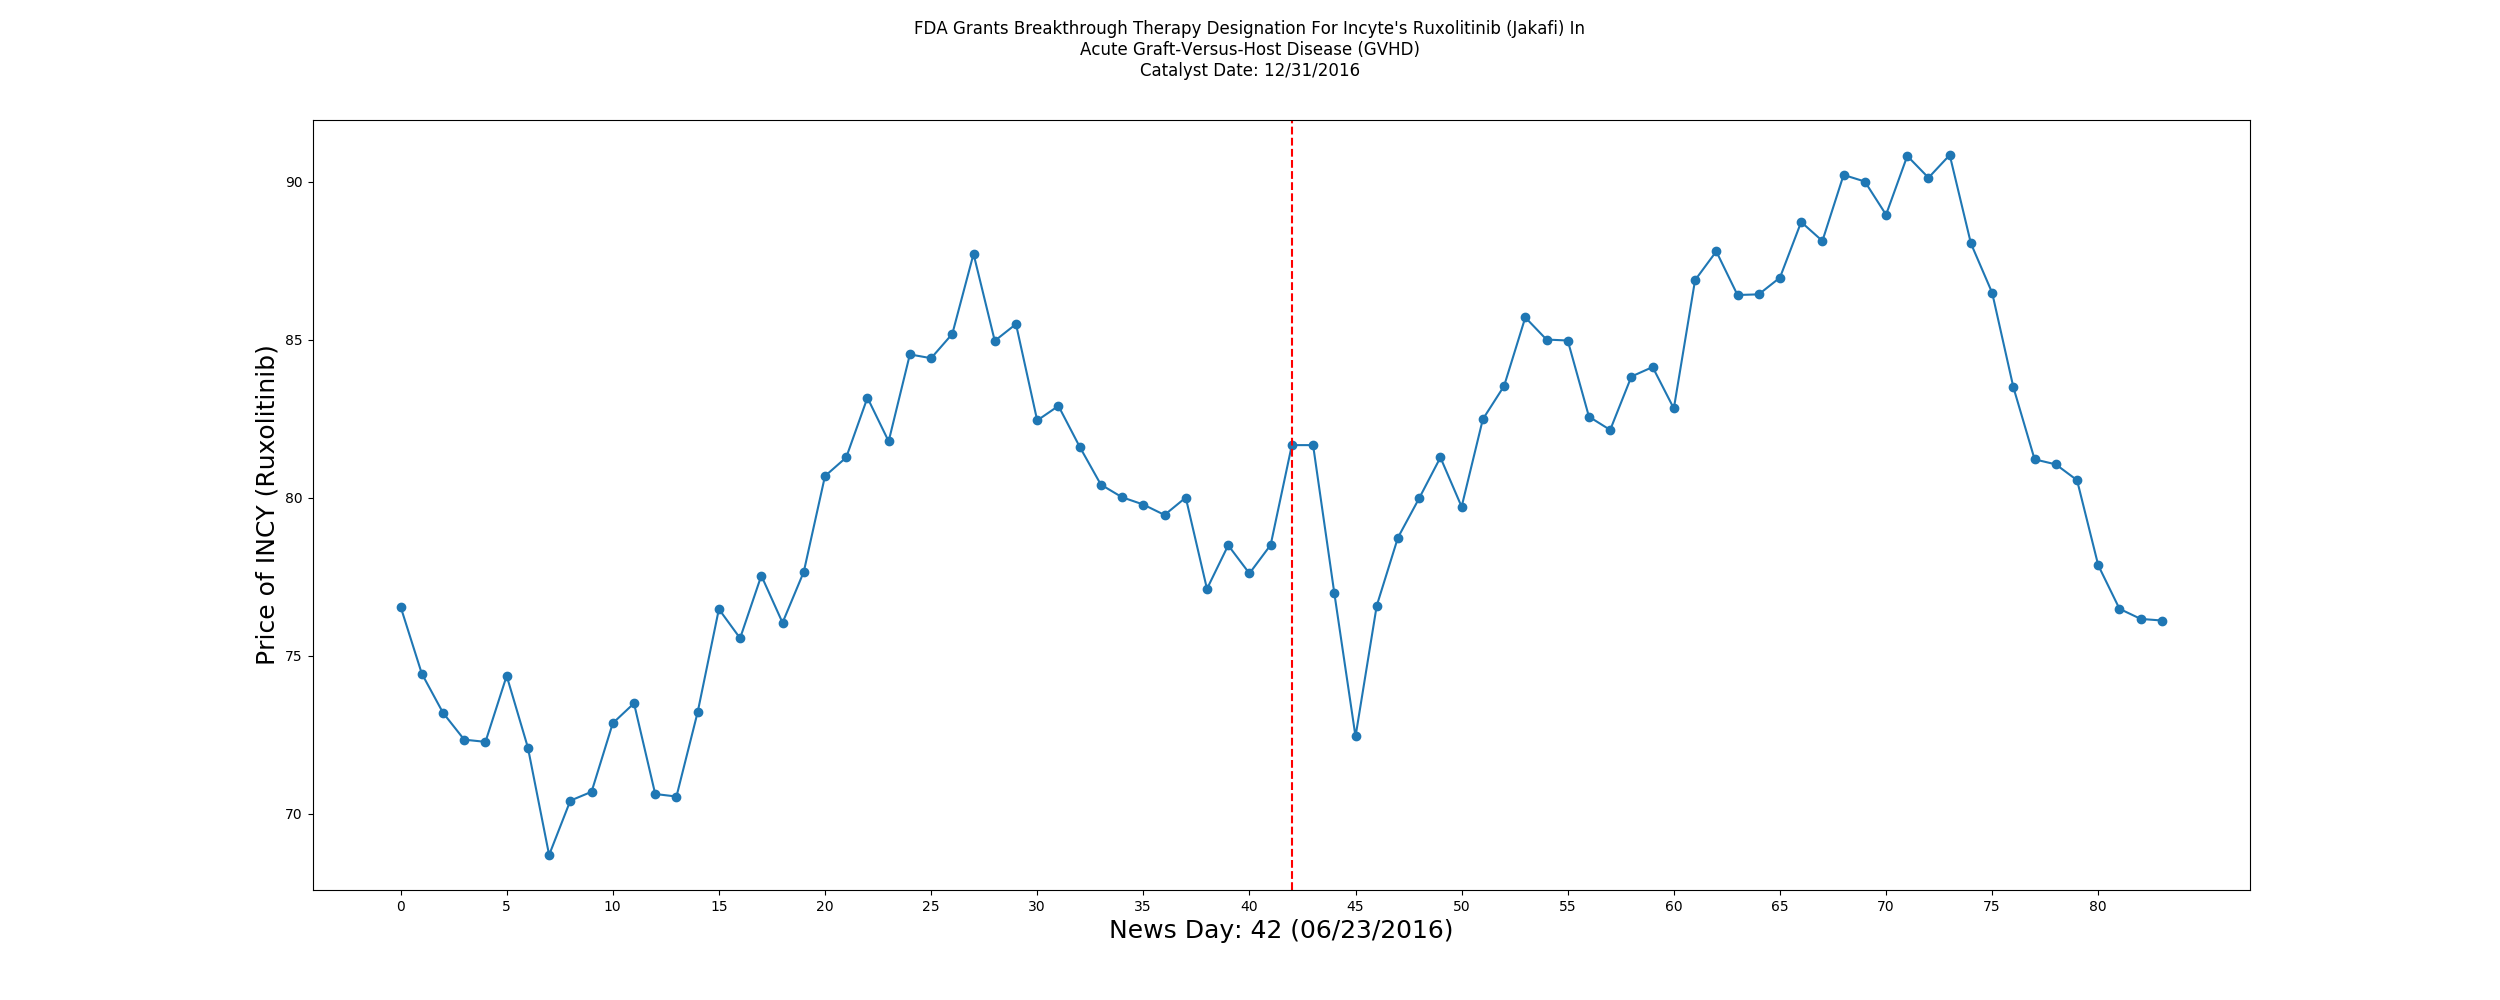 FDA Grants Breakthrough Therapy Designation For Incyte's Ruxolitinib (Jakafi) In
Acute Graft-Versus-Host Disease (GVHD)
Catalyst Date: 12/31/2016
Price of INCY (Ruxolitinib)
90
85
80
75
70
0 5 10 15 20 25 30 35 40 45 50 55 60 65 70 75 80
News Day: 42 (06/23/2016)